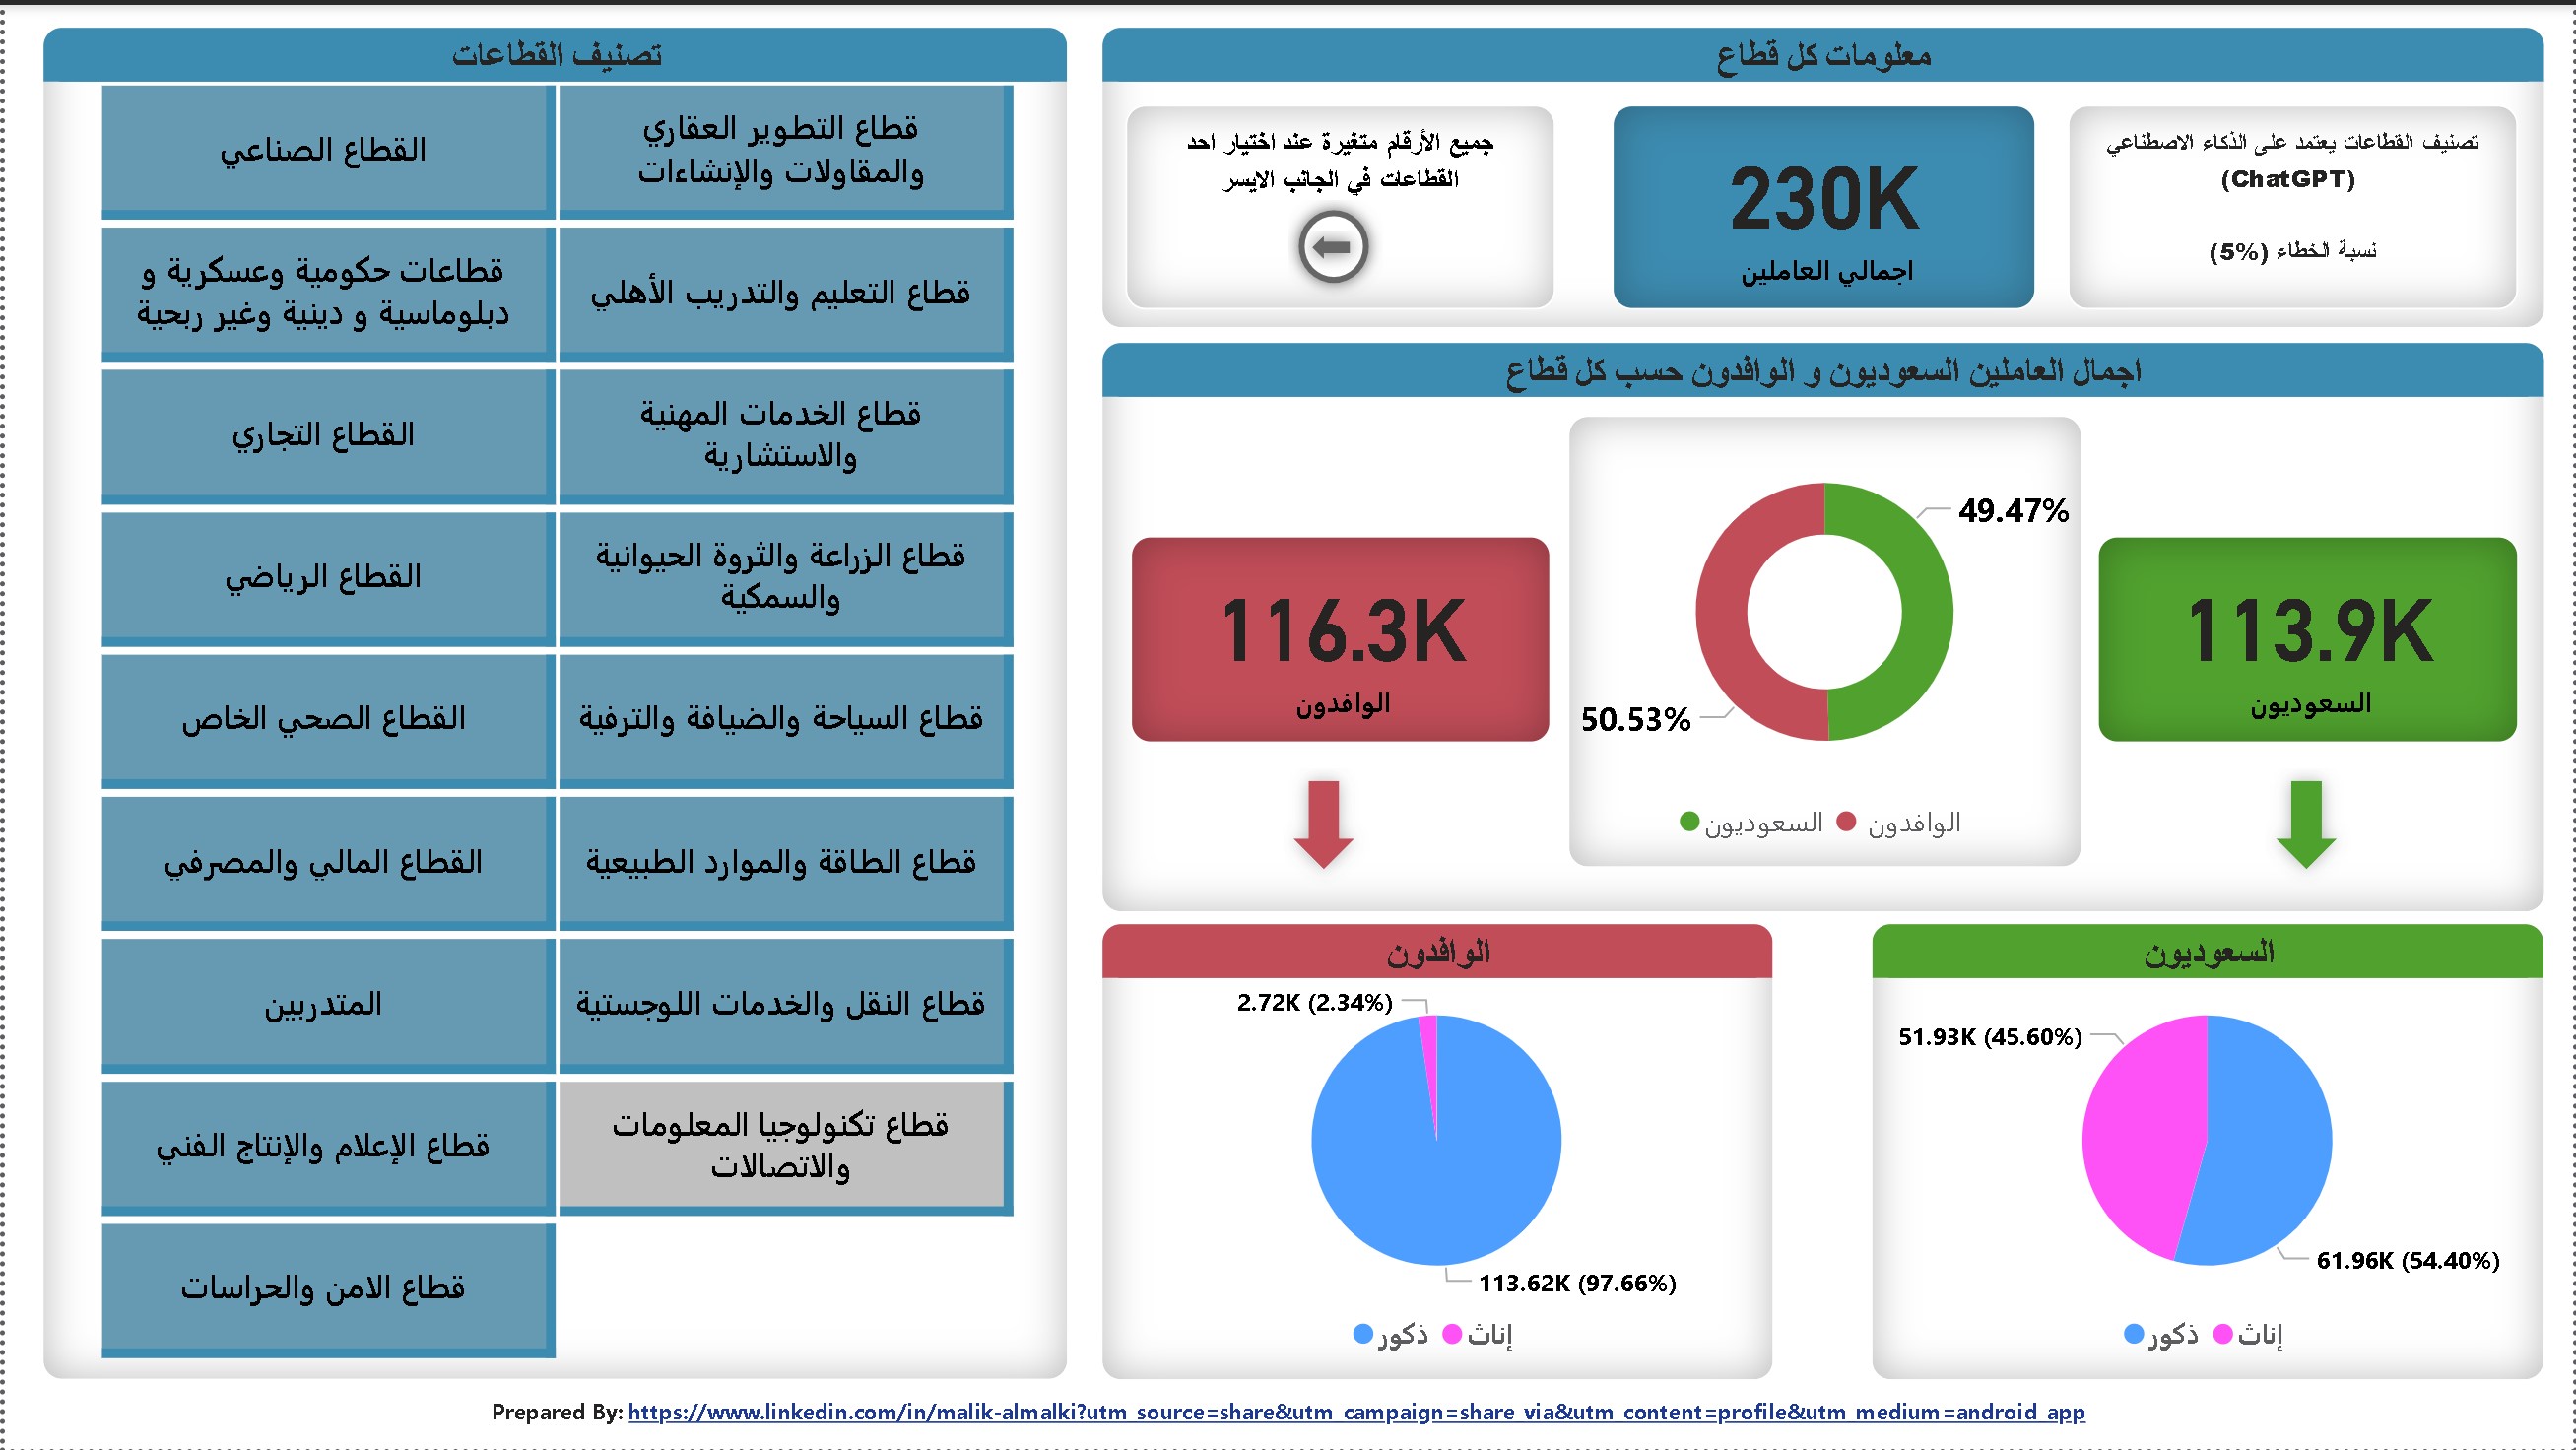 معلومات كل قطاع
تصنيف القطاعات يعتمد على الذكاء الاصطناعي
(ChatGPT)
نسبة الخطاء (5%)
230K
اجمالي العاملين
جميع الأرقام متغيرة عند اختيار احد
القطاعات في الجانب الايسر
اجمال العاملين السعوديون و الوافدون حسب كل قطاع
113.9K
السعوديون
49.47%
50.53%
السعوديون
الوافدون
116.3K
الوافدون
السعوديون
51.93K (45.60%)
61.96K (54.40%)
ذكور
إناث
الوافدون
2.72K (2.34%)
113.62K (97.66%)
ذكور
إناث
تصنيف القطاعات
قطاع التطوير العقاري
والمقاولات والإنشاءات
القطاع الصناعي
قطاع التعليم والتدريب الأهلي
قطاعات حكومية وعسكرية و
دبلوماسية و دينية وغير ربحية
قطاع الخدمات المهنية
والاستشارية
القطاع التجاري
قطاع الزراعة والثروة الحيوانية
والسمكية
القطاع الرياضي
قطاع السياحة والضيافة والترفية
القطاع الصحي الخاص
قطاع الطاقة والموارد الطبيعية
القطاع المالي والمصرفي
قطاع النقل والخدمات اللوجستية
المتدربين
قطاع تكنولوجيا المعلومات
والاتصالات
قطاع الإعلام والإنتاج الفني
قطاع الامن والحراسات
Prepared By: https://www.linkedin.com/in/malik-almalki?utm_source=share&utm_campaign=share_via&utm_content=profile&utm_medium=android_app